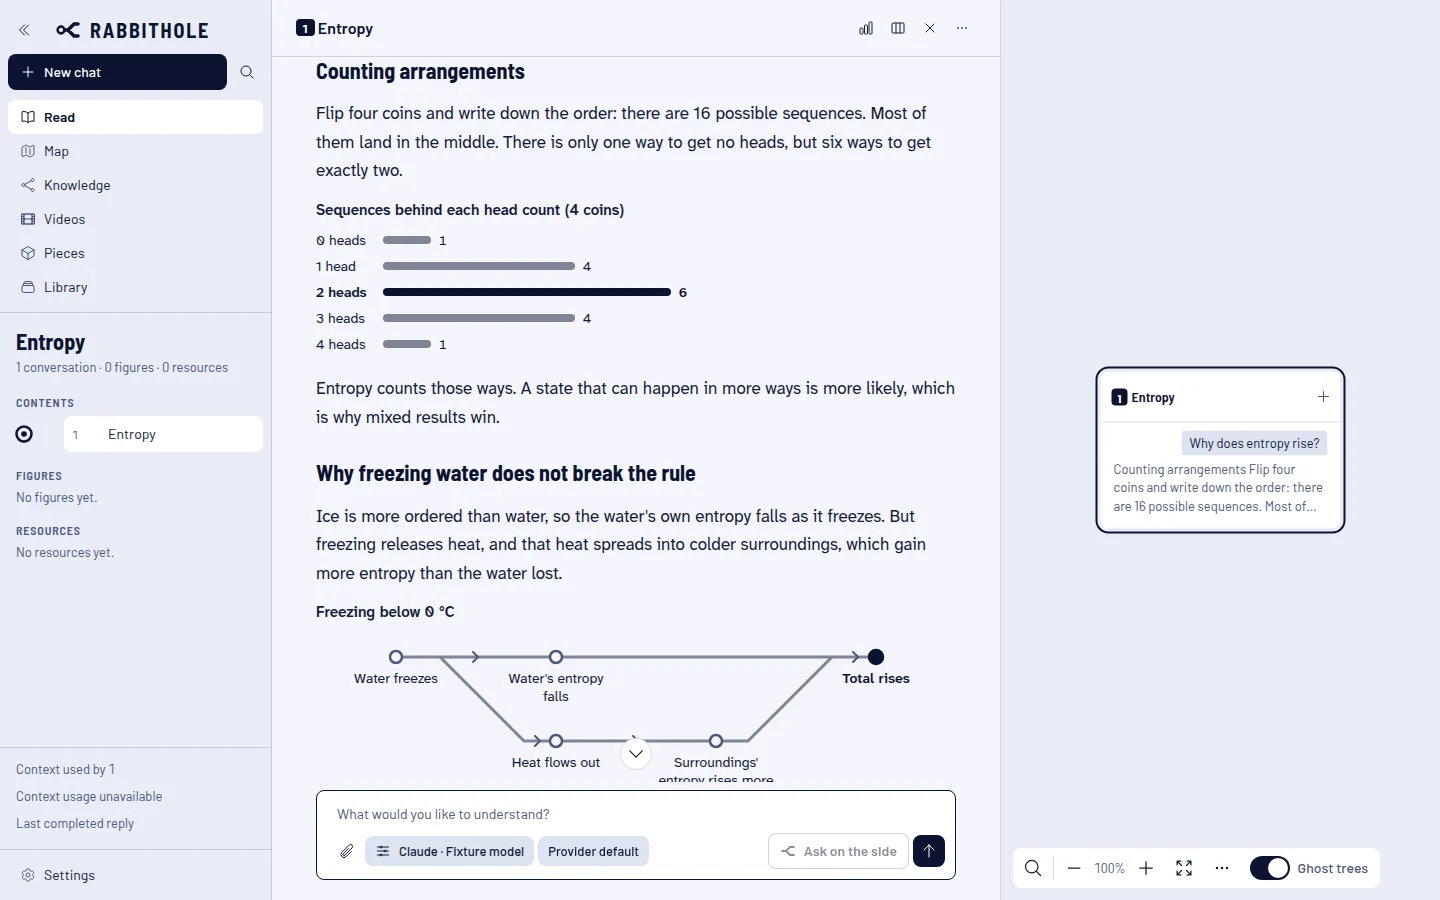 RABBITHOLE
New chat
Read
Map
Knowledge
Videos
Pieces
Library
Entropy
1 conversation · 0 figures · 0 resources
CONTENTS
1 Entropy
FIGURES
No figures yet.
RESOURCES
No resources yet.
Context used by 1
Context usage unavailable
Last completed reply
Settings
1 Entropy
Counting arrangements
Flip four coins and write down the order: there are 16 possible sequences. Most of
them land in the middle. There is only one way to get no heads, but six ways to get
exactly two.
Sequences behind each head count (4 coins)
0 heads 1
1 head 4
2 heads 6
3 heads 4
4 heads 1
Entropy counts those ways. A state that can happen in more ways is more likely, which
is why mixed results win.
Why freezing water does not break the rule
Ice is more ordered than water, so the water's own entropy falls as it freezes. But
freezing releases heat, and that heat spreads into colder surroundings, which gain
more entropy than the water lost.
Freezing below 0 °C
Water freezes
Water's entropy
falls
Total rises
Heat flows out
Surroundings'
entropy rises more
What would you like to understand?
Claude · Fixture model
Provider default
Ask on the side
1 Entropy
Why does entropy rise?
Counting arrangements Flip four
coins and write down the order: there
are 16 possible sequences. Most of...
100%
Ghost trees